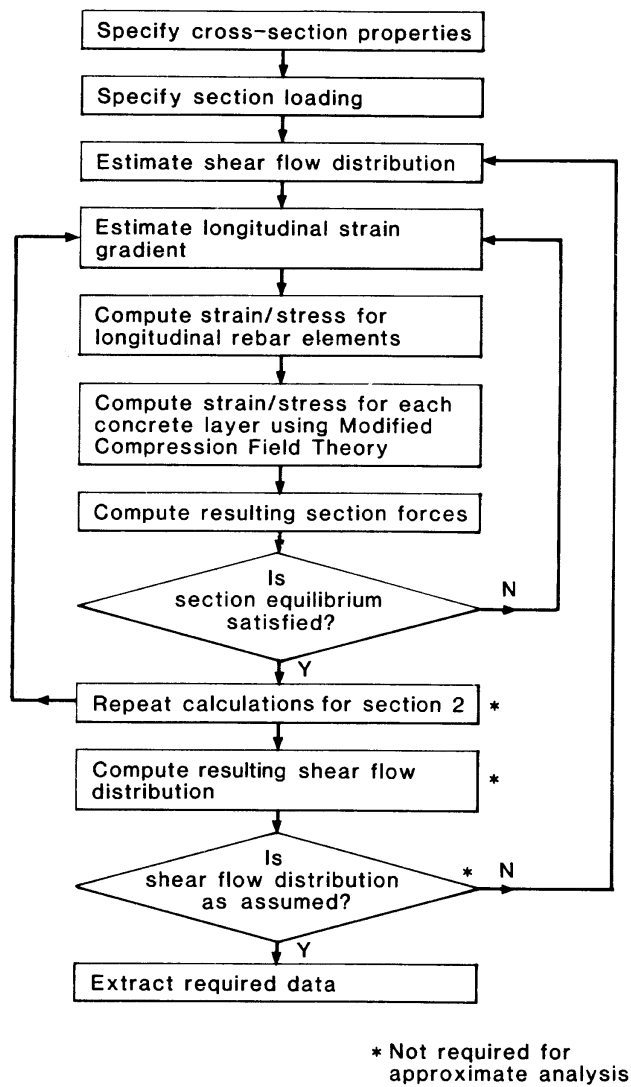 Specify cross-section properties
Specify section loading
Estimate shear flow distribution
Estimate longitudinal strain
gradient
Compute strain/stress for
longitudinal rebar elements
Compute strain/stress for each
concrete layer using Modified
Compression Field Theory
Compute resulting section forces
Is
section equilibrium
satisfied?
N
Y
Repeat calculations for section 2 *
Compute resulting shear flow
distribution *
Is
shear flow distribution
as assumed?
* N
Y
Extract required data
* Not required for
approximate analysis